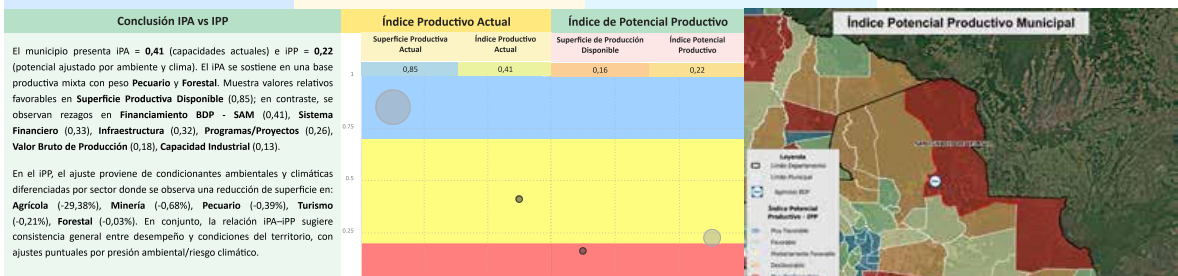 Conclusión IPA vs IPP
El municipio presenta iPA = 0,41 (capacidades actuales) e iPP = 0,22
(potencial ajustado por ambiente y clima). El iPA se sostiene en una base
productiva mixta con peso Pecuario y Forestal. Muestra valores relativos
favorables en Superficie Productiva Disponible (0,85); en contraste, se
observan rezagos en Financiamiento BDP - SAM (0,41), Sistema
Financiero (0,33), Infraestructura (0,32), Programas/Proyectos (0,26),
Valor Bruto de Producción (0,18), Capacidad Industrial (0,13).
En el iPP, el ajuste proviene de condicionantes ambientales y climáticas
diferenciadas por sector donde se observa una reducción de superficie en:
Agrícola (-29,38%), Minería (-0,68%), Pecuario (-0,39%), Turismo
(-0,21%), Forestal (-0,03%). En conjunto, la relación iPA–iPP sugiere
consistencia general entre desempeño y condiciones del territorio, con
ajustes puntuales por presión ambiental/riesgo climático.
Índice Productivo Actual
Índice de Potencial Productivo
Superficie Productiva
Actual
Índice Productivo
Actual
Superficie de Producción
Disponible
Índice Potencial
Productivo
0,85
0,41
0,16
0,22
1
0.75
0.5
0.25
Índice Potencial Productivo Municipal
Leyenda
Límite Departamental
Límite Municipal
Agencias BDP
Índice Potencial
Productivo - IPP
Muy Favorable
Favorable
Medianamente Favorable
Desfavorable